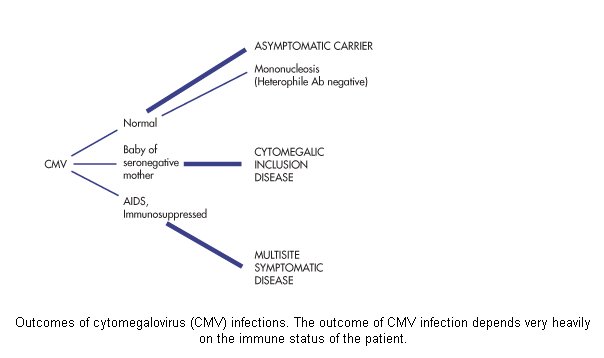 ASYMPTOMATIC CARRIER
Mononucleosis
(Heterophile Ab negative)
Normal
CMV
Baby of
seronegative
mother
CYTOMEGALIC
INCLUSION
DISEASE
AIDS,
Immunosuppressed
MULTISITE
SYMPTOMATIC
DISEASE
Outcomes of cytomegalovirus (CMV) infections. The outcome of CMV infection depends very heavily
on the immune status of the patient.